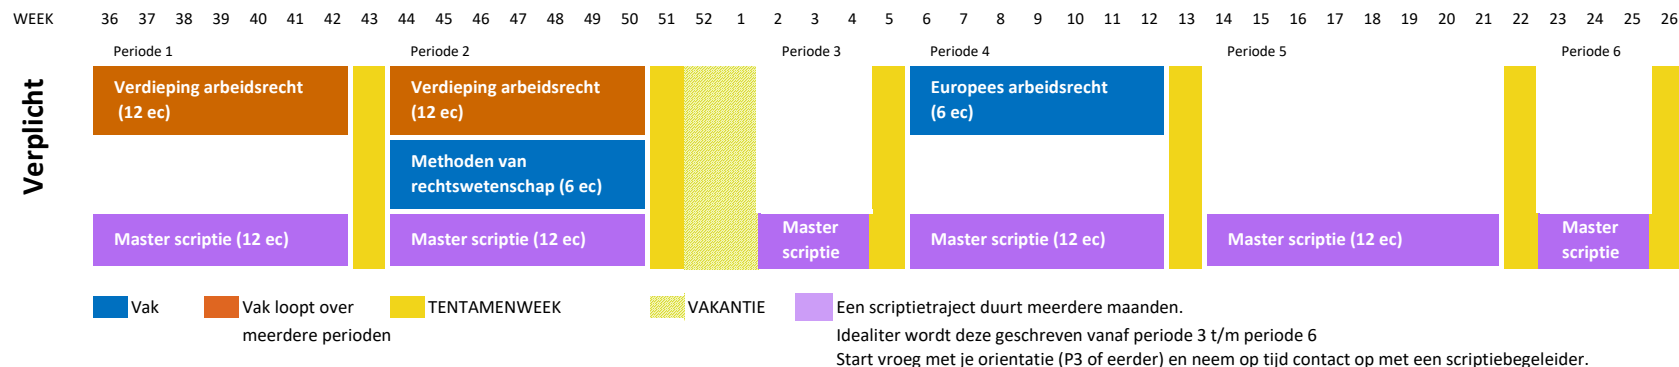 WEEK 36 37 38 39 40 41 42 43 44 45 46 47 48 49 50 51 52 1 2 3 4 5 6 7 8 9 10 11 12 13 14 15 16 17 18 19 20 21 22 23 24 25 26
Periode 1 Periode 2 Periode 3 Periode 4 Periode 5 Periode 6
Verplicht
Verdieping arbeidsrecht
(12 ec)
Verdieping arbeidsrecht
(12 ec)
Europees arbeidsrecht
(6 ec)
Methoden van
rechtswetenschap (6 ec)
Master scriptie (12 ec)
Master scriptie (12 ec)
Master
scriptie
Master scriptie (12 ec)
Master scriptie (12 ec)
Master
scriptie
Vak
Vak loopt over
meerdere perioden
TENTAMENWEEK
VAKANTIE
Een scriptietraject duurt meerdere maanden.
Idealiter wordt deze geschreven vanaf periode 3 t/m periode 6
Start vroeg met je orientatie (P3 of eerder) en neem op tijd contact op met een scriptiebegeleider.